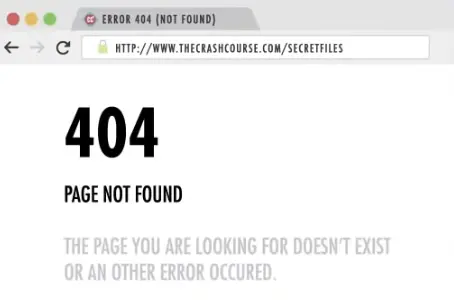 ERROR 404 (NOT FOUND)
HTTP://WWW.THECRASHCOURSE.COM/SECRETFILES
404
PAGE NOT FOUND
THE PAGE YOU ARE LOOKING FOR DOESN'T EXIST
OR AN OTHER ERROR OCCURED.